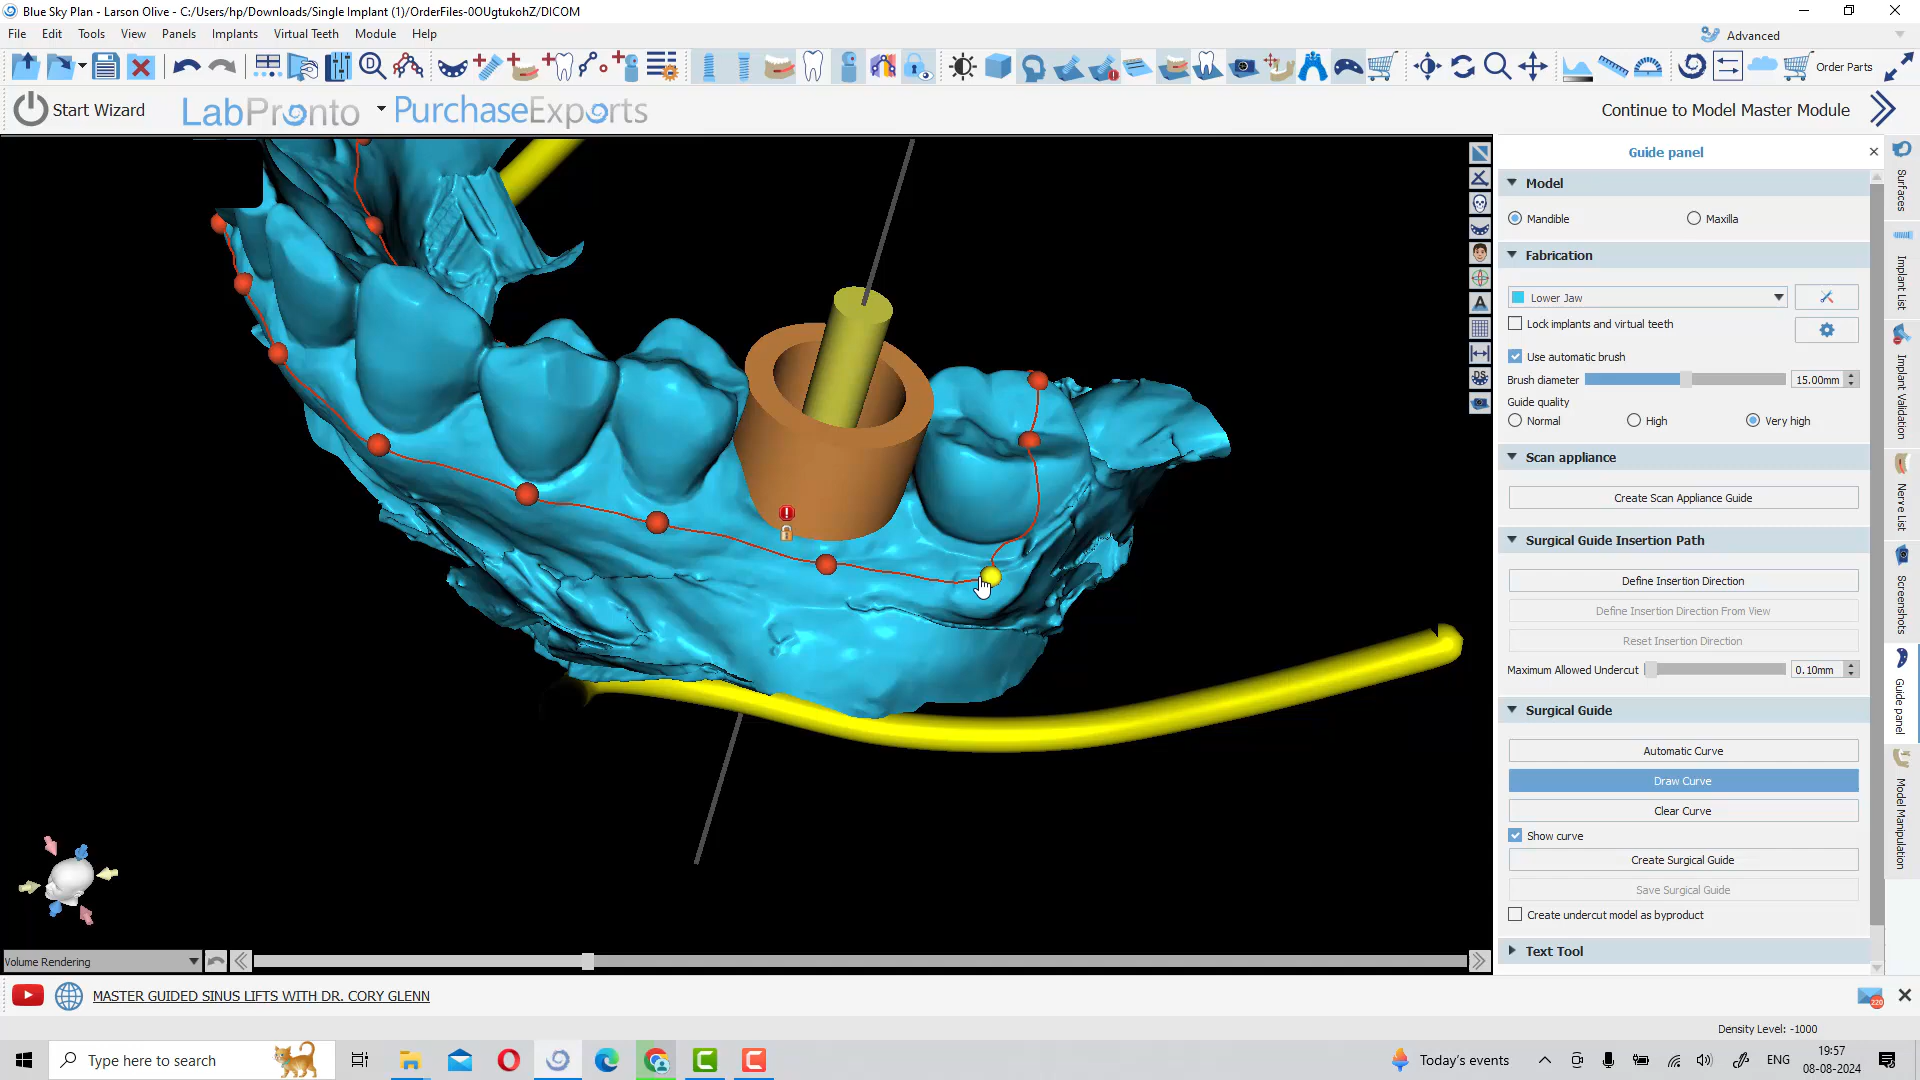 Blue Sky Plan - Larson Olive - C:/Users/hp/Downloads/Single Implant (1)/OrderFiles-0OUgtukohZ/DICOM
File Edit Tools View Panels Implants Virtual Teeth Module Help
Advanced
Order Parts
Start Wizard
LabPronto
PurchaseExports
Continue to Model Master Module
Guide panel
Model
Mandible
Maxilla
Fabrication
Lower Jaw
Lock implants and virtual teeth
Use automatic brush
Brush diameter
15.00mm
Guide quality
Normal
High
Very high
Scan appliance
Create Scan Appliance Guide
Surgical Guide Insertion Path
Define Insertion Direction
Define Insertion Direction From View
Reset Insertion Direction
Maximum Allowed Undercut
0.10mm
Surgical Guide
Automatic Curve
Draw Curve
Clear Curve
Show curve
Create Surgical Guide
Save Surgical Guide
Create undercut model as byproduct
Text Tool
Surfaces
Implant List
Implant Validation
Nerve List
Screenshots
Guide panel
Model Manipulation
Volume Rendering
MASTER GUIDED SINUS LIFTS WITH DR. CORY GLENN
220
Density Level: -1000
Type here to search
Today's events
ENG
19:57
08-08-2024